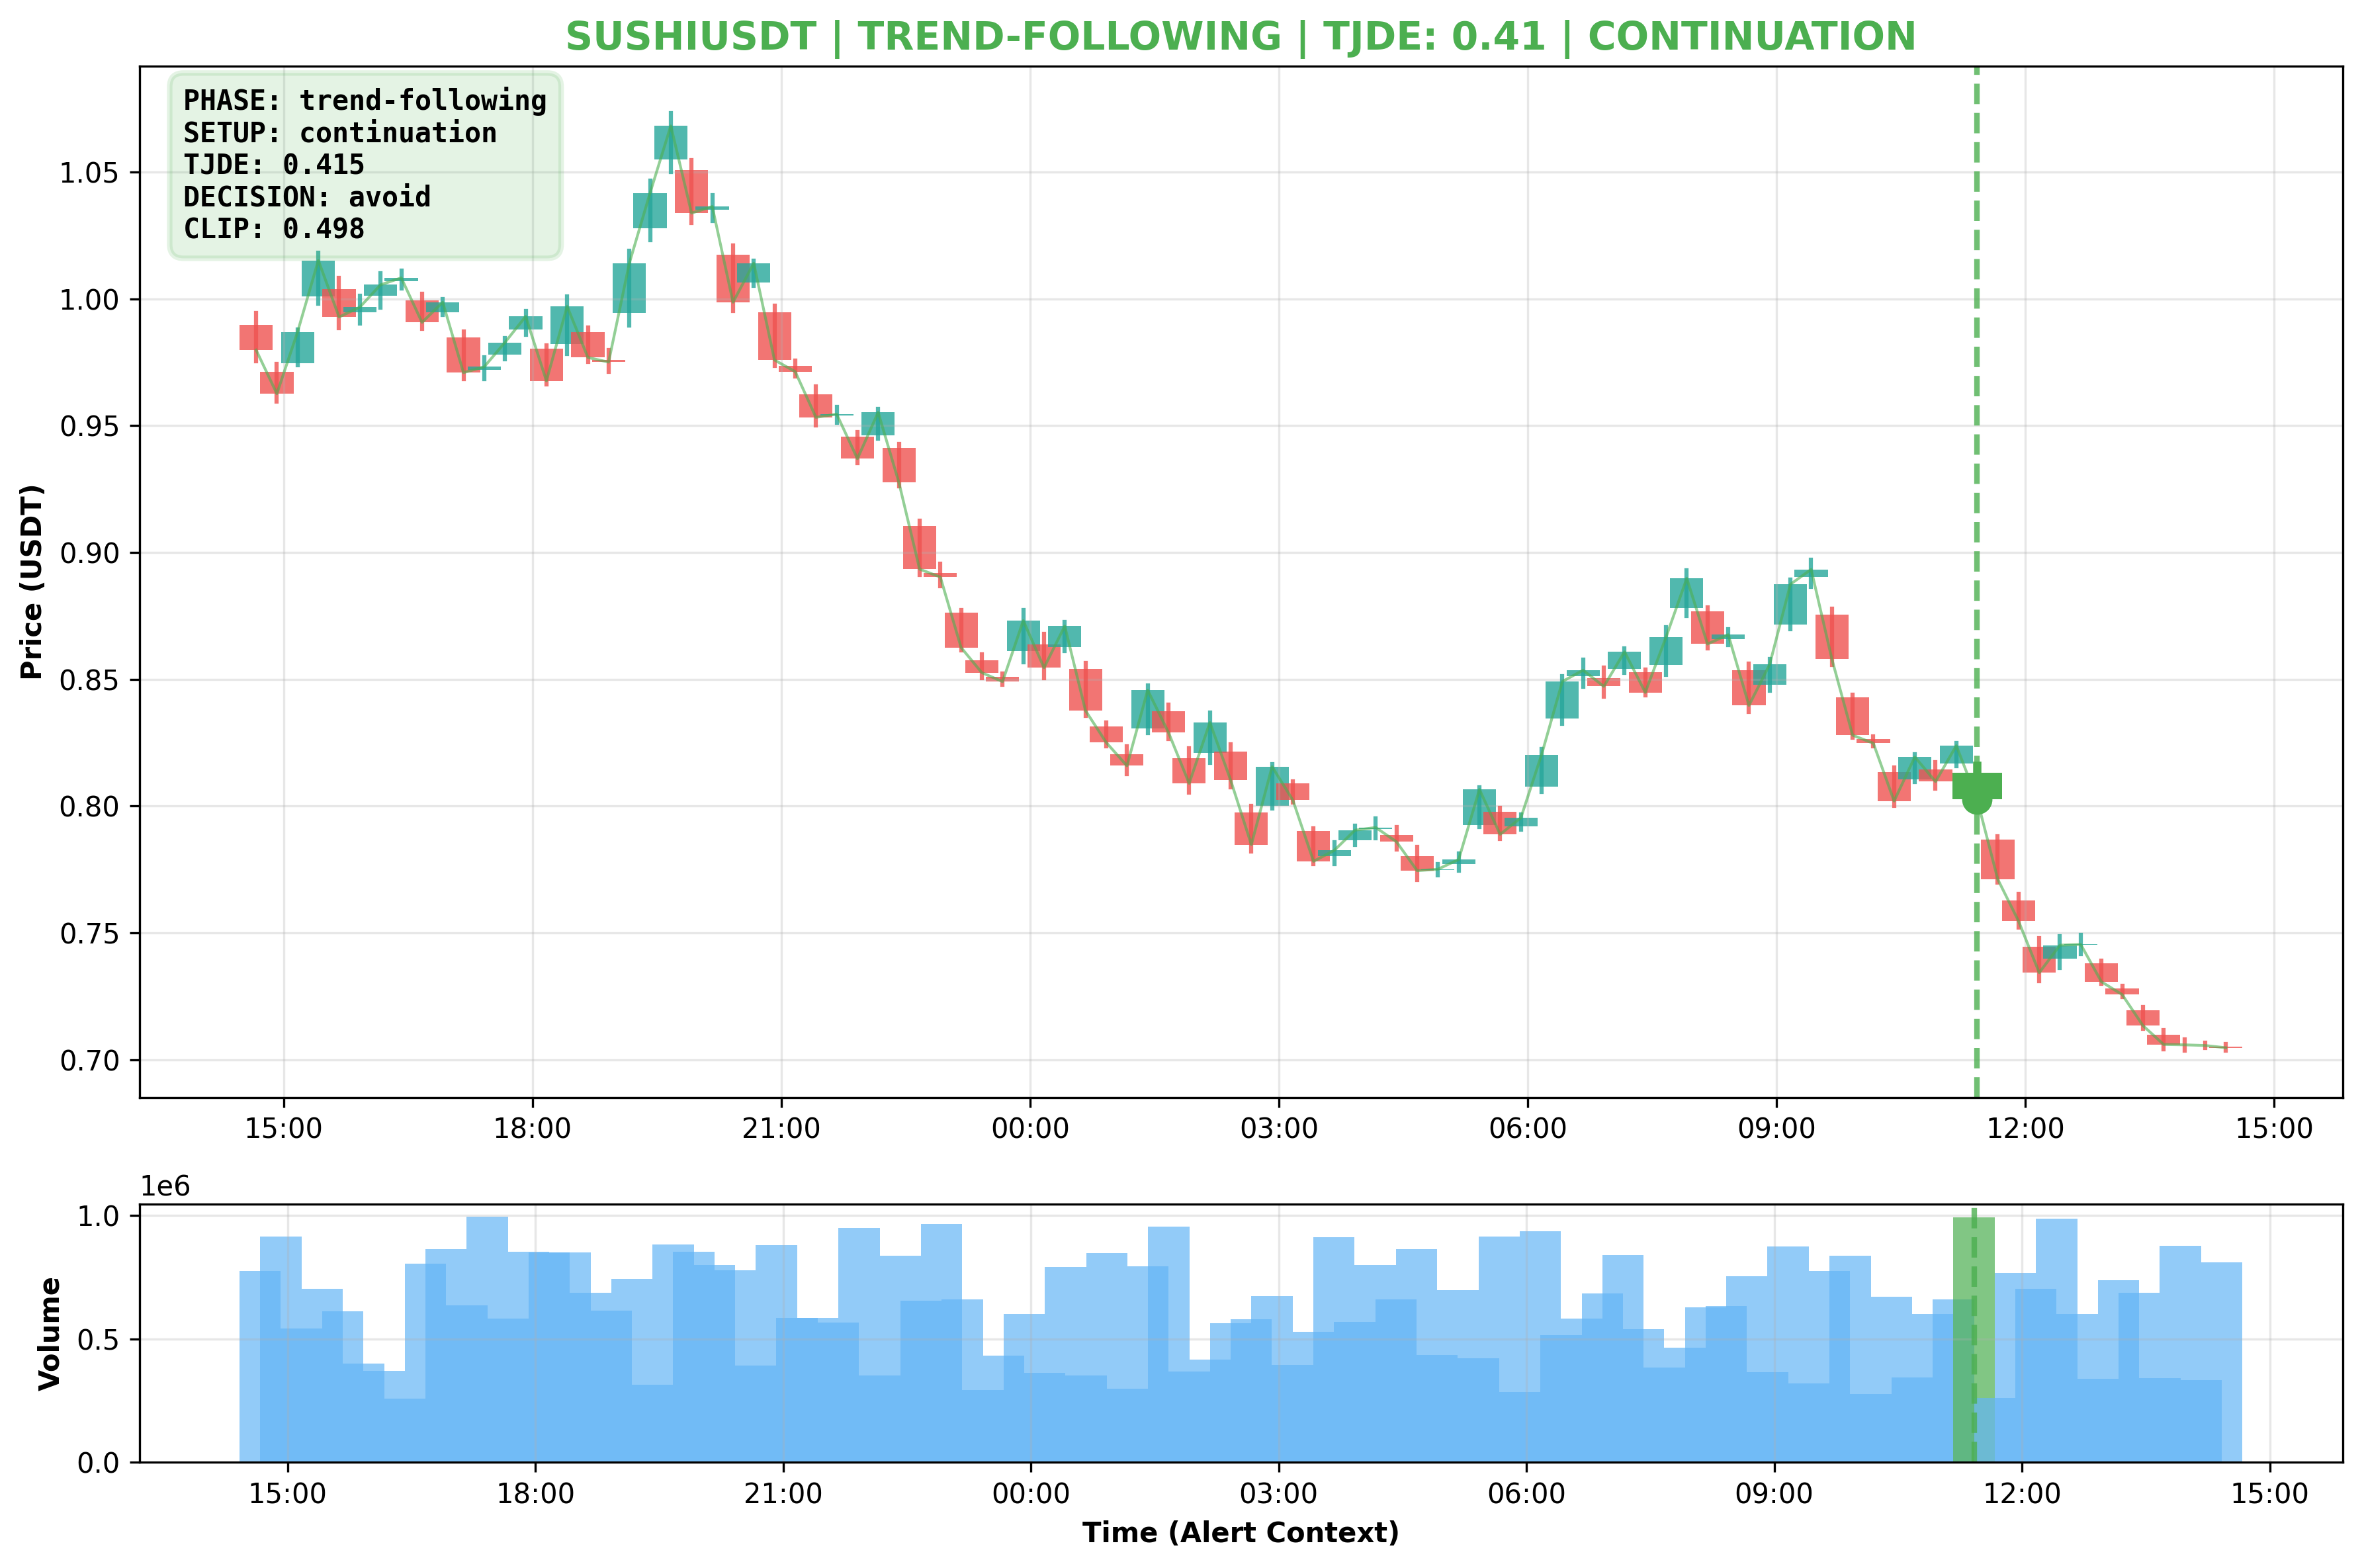 SUSHIUSDT | TREND-FOLLOWING | TJDE: 0.41 | CONTINUATION
PHASE: trend-following
SETUP: continuation
TJDE: 0.415
DECISION: avoid
CLIP: 0.498
Price (USDT)
1.05
1.00
0.95
0.90
0.85
0.80
0.75
0.70
15:00 18:00 21:00 00:00 03:00 06:00 09:00 12:00 15:00
1e6
Volume
1.0
0.5
0.0
15:00 18:00 21:00 00:00 03:00 06:00 09:00 12:00 15:00
Time (Alert Context)